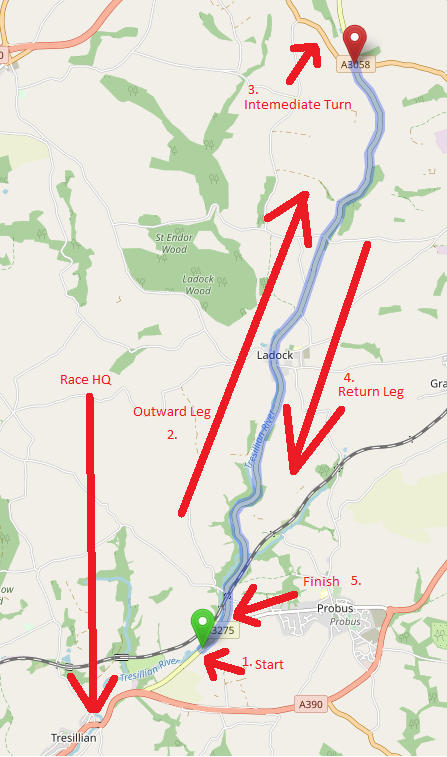 A3058
3.
Intemediate Turn
St Endor
Wood
Ladock
Wood
Ladock
Race HQ
4.
Return Leg
Gra
Outward Leg
2.
Tresillian River
Finish 5.
Probus
Probus
3275
1. Start
Tresillian River
A390
Tresillian